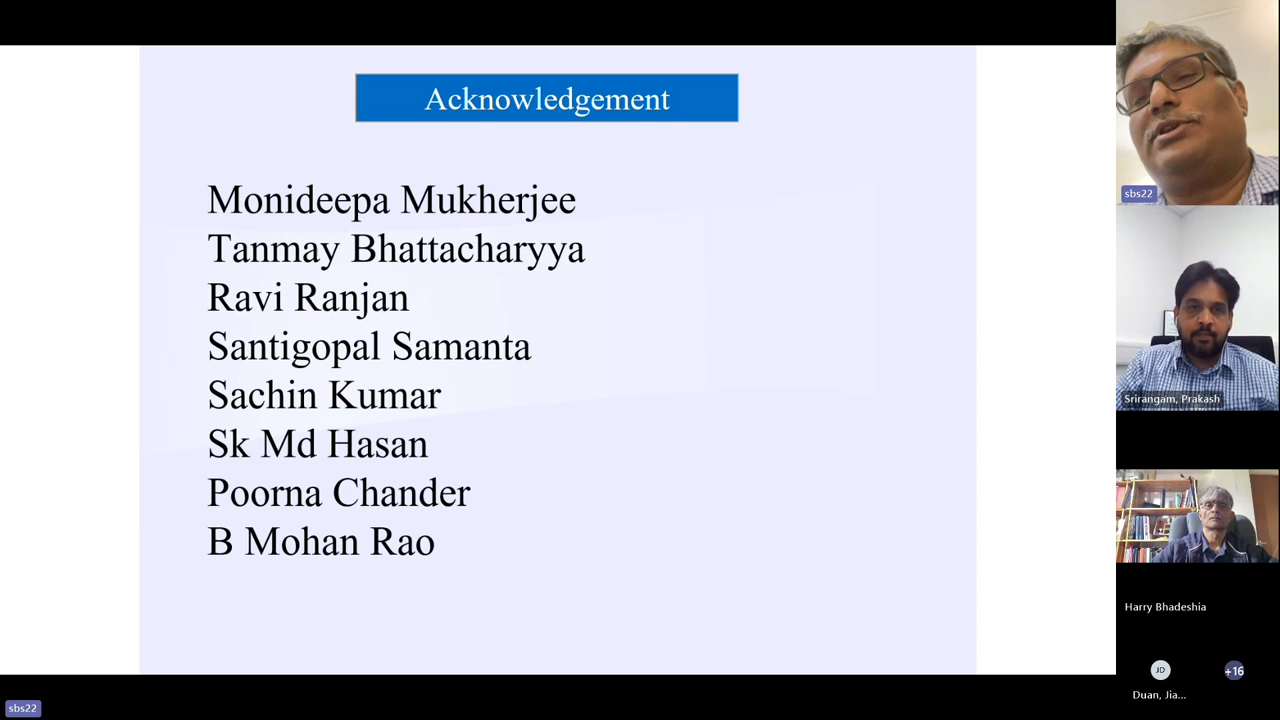 Acknowledgement
Monideepa Mukherjee
Tanmay Bhattacharyya
Ravi Ranjan
Santigopal Samanta
Sachin Kumar
Sk Md Hasan
Poorna Chander
B Mohan Rao
sbs22
Srirangam, Prakash
Harry Bhadeshia
JD
+16
Duan, Jia...
sbs22